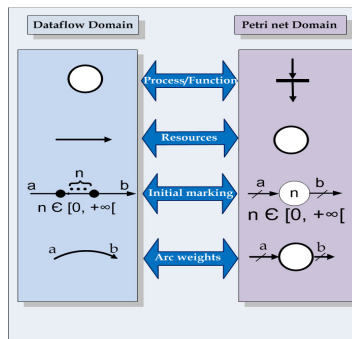 Dataflow Domain
Petri net Domain
Process/Function
Resources
n
a b
Initial marking
a n b
n Є [0, +∞[
n Є [0, +∞[
a b
Arc weights
a b